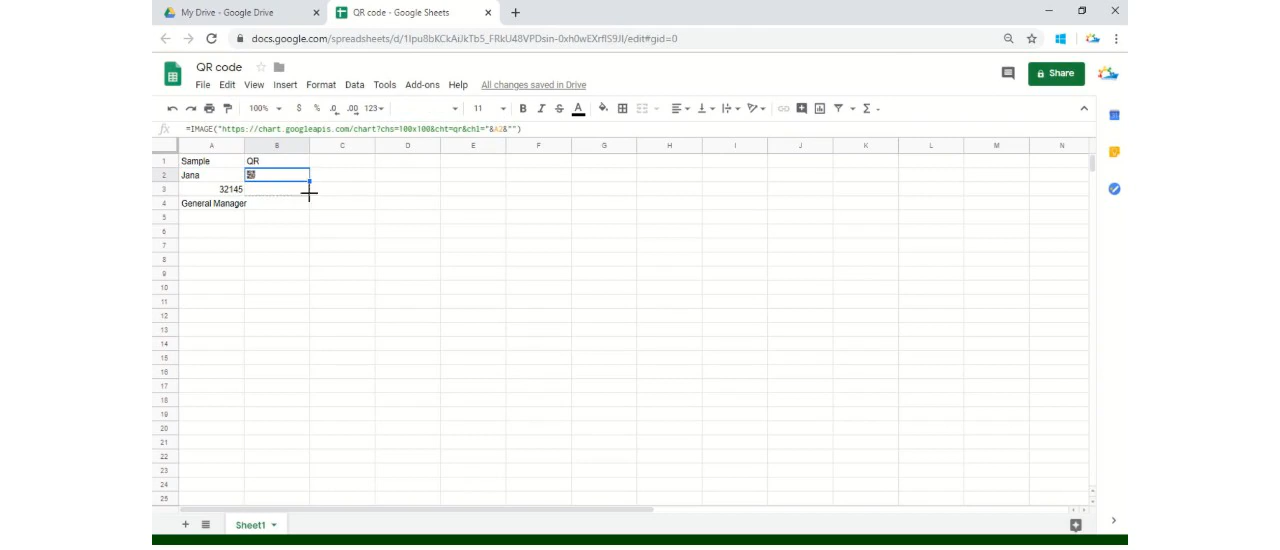 My Drive - Google Drive
QR code - Google Sheets
docs.google.com/spreadsheets/d/1Ipu8bKCkAiJkTb5_FRkU48VPDsin-0xh0wEXrfIS9JI/edit#gid=0
QR code
File Edit View Insert Format Data Tools Add-ons Help All changes saved in Drive
Share
100% $ % .0 .00 123 11 B I S A
fx =IMAGE("https://chart.googleapis.com/chart?chs=100x100&cht=qr&chl="&A2&"")
A B C D E F G H I J K L M N
1 Sample QR
2 Jana
3 32145
4 General Manager
5
6
7
8
9
10
11
12
13
14
15
16
17
18
19
20
21
22
23
24
25
Sheet1